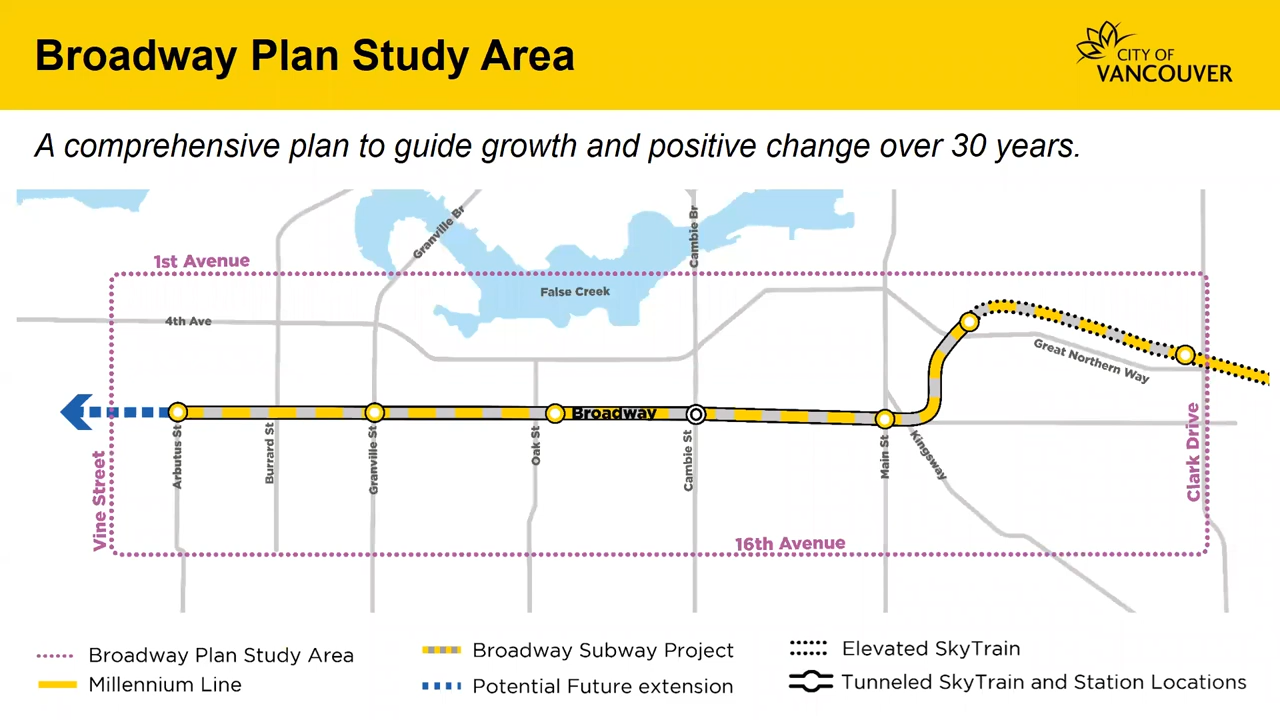 Broadway Plan Study Area
CITY OF
VANCOUVER
A comprehensive plan to guide growth and positive change over 30 years.
Granville Br
Cambie Br
1st Avenue
False Creek
4th Ave
Great Northern Way
Broadway
Vine Street
Arbutus St
Burrard St
Granville St
Oak St
Cambie St
Main St
Kingsway
Clark Drive
16th Avenue
Broadway Plan Study Area
Broadway Subway Project
Elevated SkyTrain
Millennium Line
Potential Future extension
Tunneled SkyTrain and Station Locations